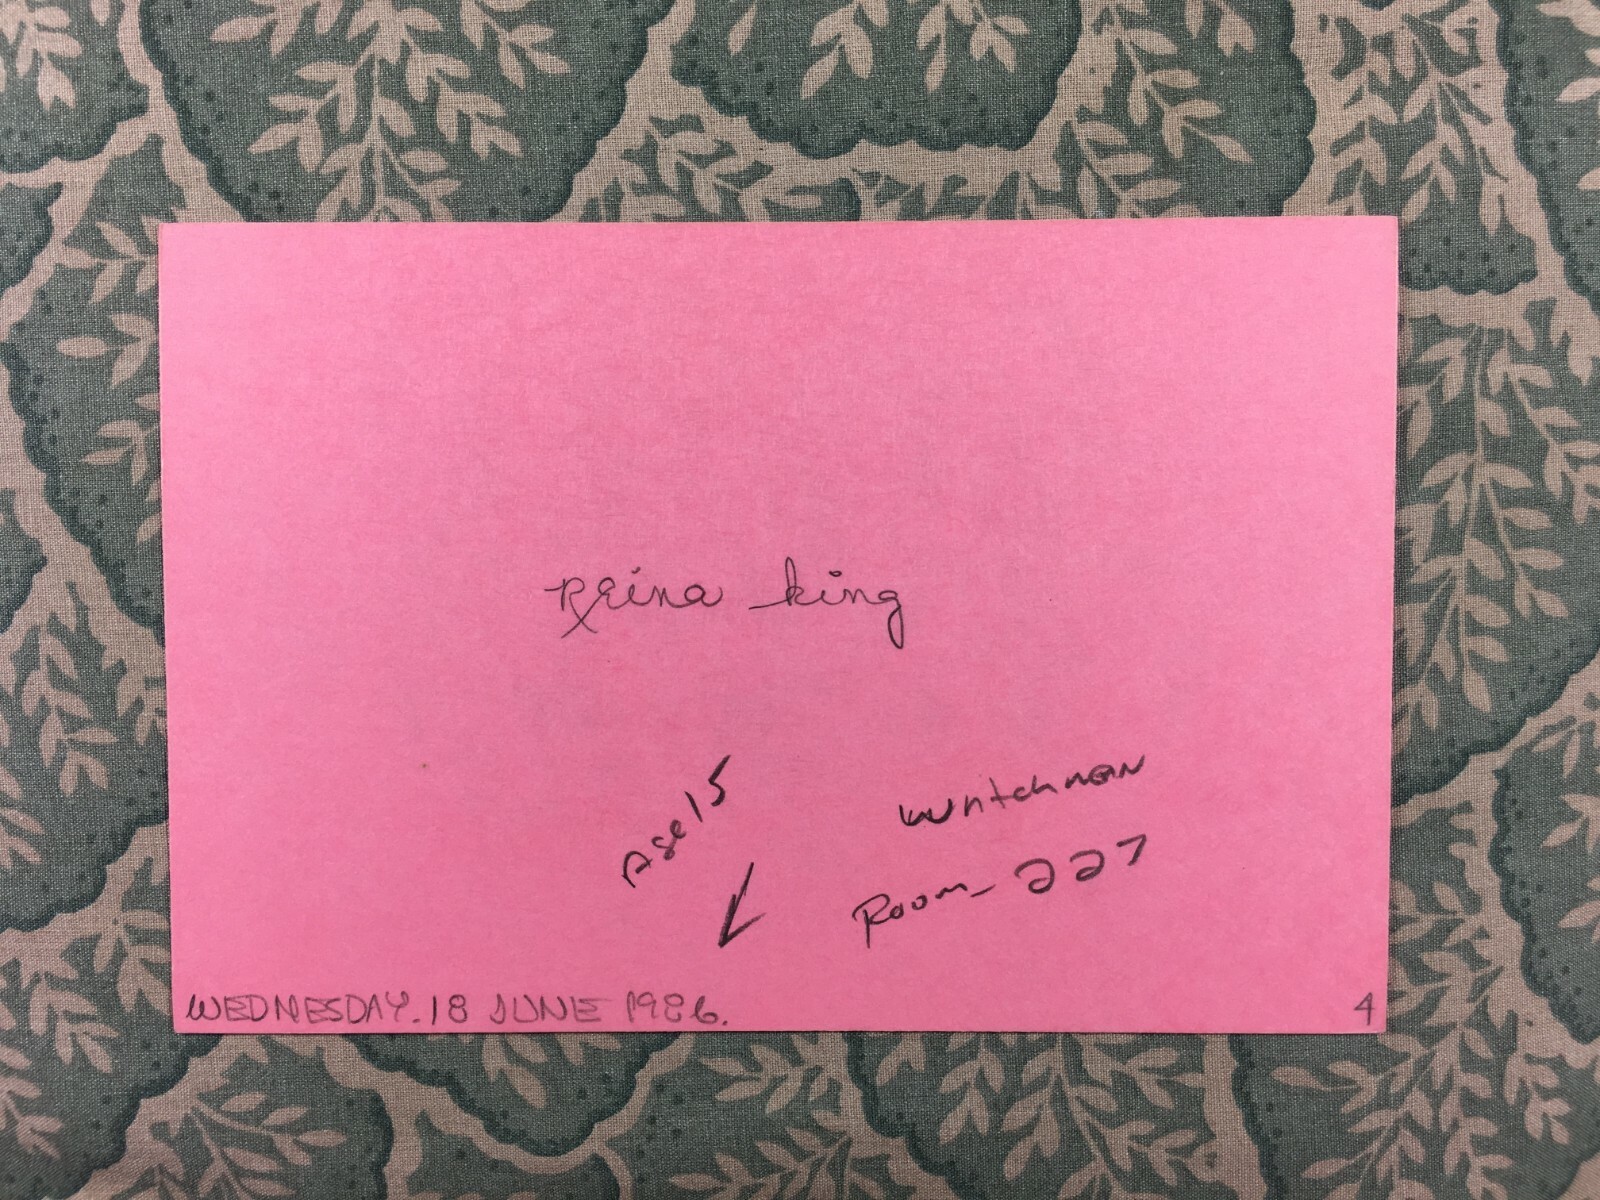 Reina king
Age 15
Watchman
Room - 227
WEDNESDAY. 18 JUNE 1986.
4